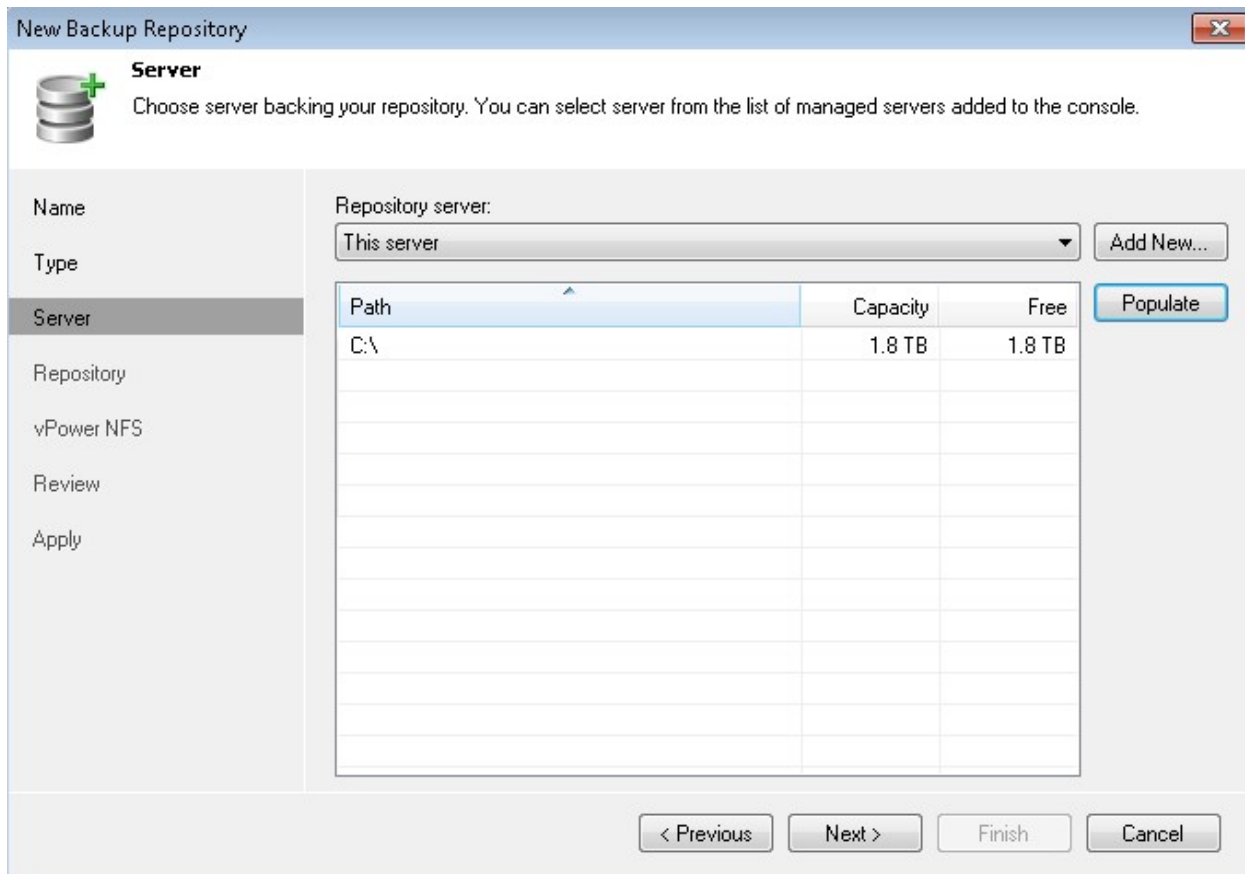 New Backup Repository
Server
Choose server backing your repository. You can select server from the list of managed servers added to the console.
Name
Type
Server
Repository
vPower NFS
Review
Apply
Repository server:
This server
Add New...
Path Capacity Free
C:\ 1.8 TB 1.8 TB
Populate
< Previous Next > Finish Cancel